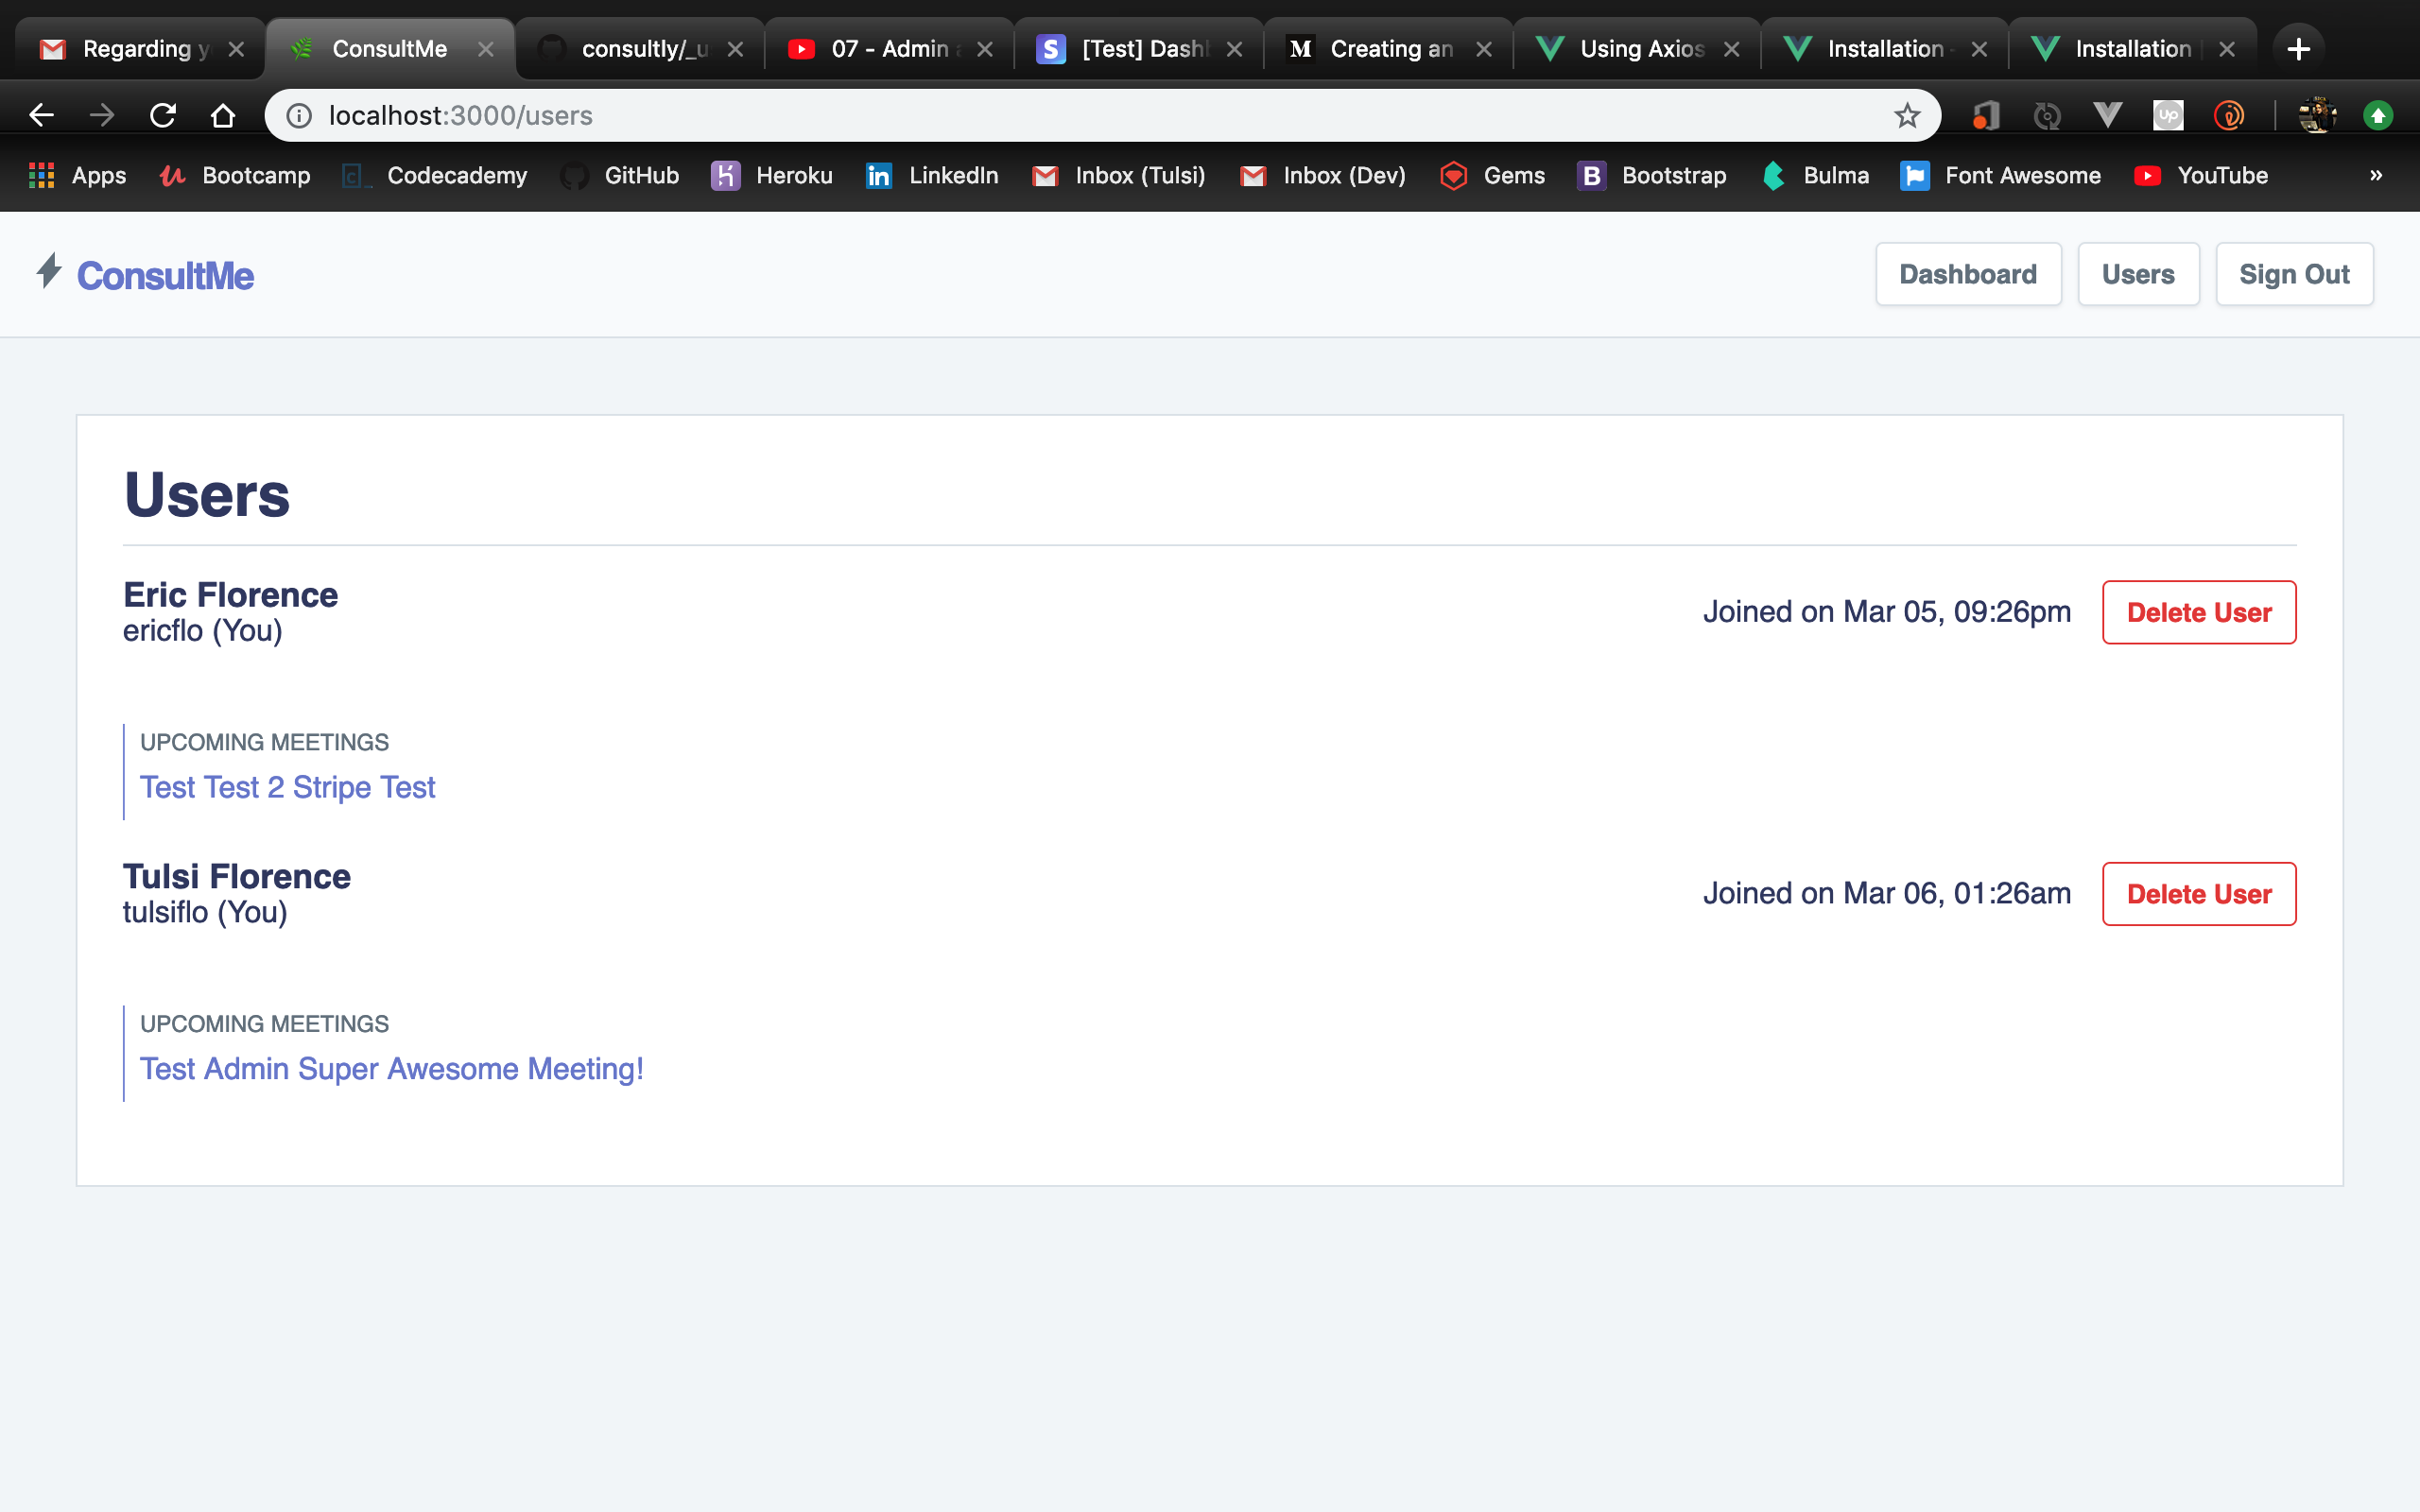 Regarding y
ConsultMe
consultly/_u
07 - Admin a
[Test] Dashb
Creating an
Using Axios
Installation -
Installation |
localhost:3000/users
Apps
Bootcamp
Codecademy
GitHub
Heroku
LinkedIn
Inbox (Tulsi)
Inbox (Dev)
Gems
Bootstrap
Bulma
Font Awesome
YouTube
»
ConsultMe
Dashboard
Users
Sign Out
Users
Eric Florence
ericflo (You)
Joined on Mar 05, 09:26pm
Delete User
UPCOMING MEETINGS
Test Test 2 Stripe Test
Tulsi Florence
tulsiflo (You)
Joined on Mar 06, 01:26am
Delete User
UPCOMING MEETINGS
Test Admin Super Awesome Meeting!